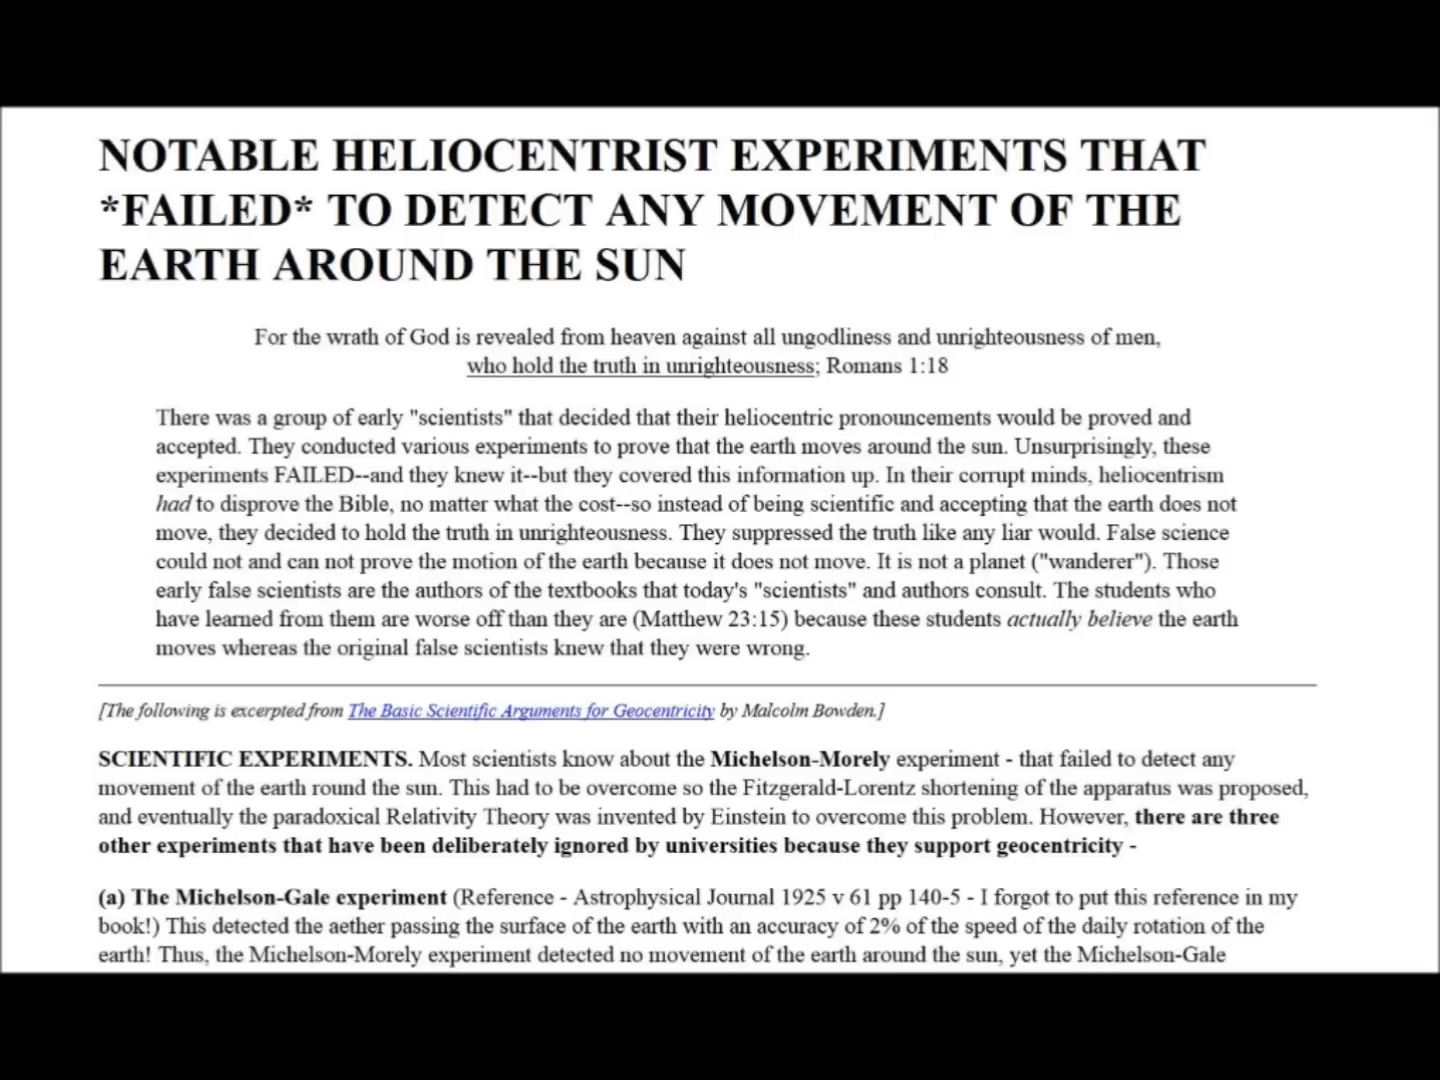 NOTABLE HELIOCENTRIST EXPERIMENTS THAT
*FAILED* TO DETECT ANY MOVEMENT OF THE
EARTH AROUND THE SUN
For the wrath of God is revealed from heaven against all ungodliness and unrighteousness of men,
who hold the truth in unrighteousness; Romans 1:18
There was a group of early "scientists" that decided that their heliocentric pronouncements would be proved and
accepted. They conducted various experiments to prove that the earth moves around the sun. Unsurprisingly, these
experiments FAILED--and they knew it--but they covered this information up. In their corrupt minds, heliocentrism
had to disprove the Bible, no matter what the cost--so instead of being scientific and accepting that the earth does not
move, they decided to hold the truth in unrighteousness. They suppressed the truth like any liar would. False science
could not and can not prove the motion of the earth because it does not move. It is not a planet ("wanderer"). Those
early false scientists are the authors of the textbooks that today's "scientists" and authors consult. The students who
have learned from them are worse off than they are (Matthew 23:15) because these students actually believe the earth
moves whereas the original false scientists knew that they were wrong.
[The following is excerpted from The Basic Scientific Arguments for Geocentricity by Malcolm Bowden.]
SCIENTIFIC EXPERIMENTS. Most scientists know about the Michelson-Morely experiment - that failed to detect any
movement of the earth round the sun. This had to be overcome so the Fitzgerald-Lorentz shortening of the apparatus was proposed,
and eventually the paradoxical Relativity Theory was invented by Einstein to overcome this problem. However, there are three
other experiments that have been deliberately ignored by universities because they support geocentricity -
(a) The Michelson-Gale experiment (Reference - Astrophysical Journal 1925 v 61 pp 140-5 - I forgot to put this reference in my
book!) This detected the aether passing the surface of the earth with an accuracy of 2% of the speed of the daily rotation of the
earth! Thus, the Michelson-Morely experiment detected no movement of the earth around the sun, yet the Michelson-Gale